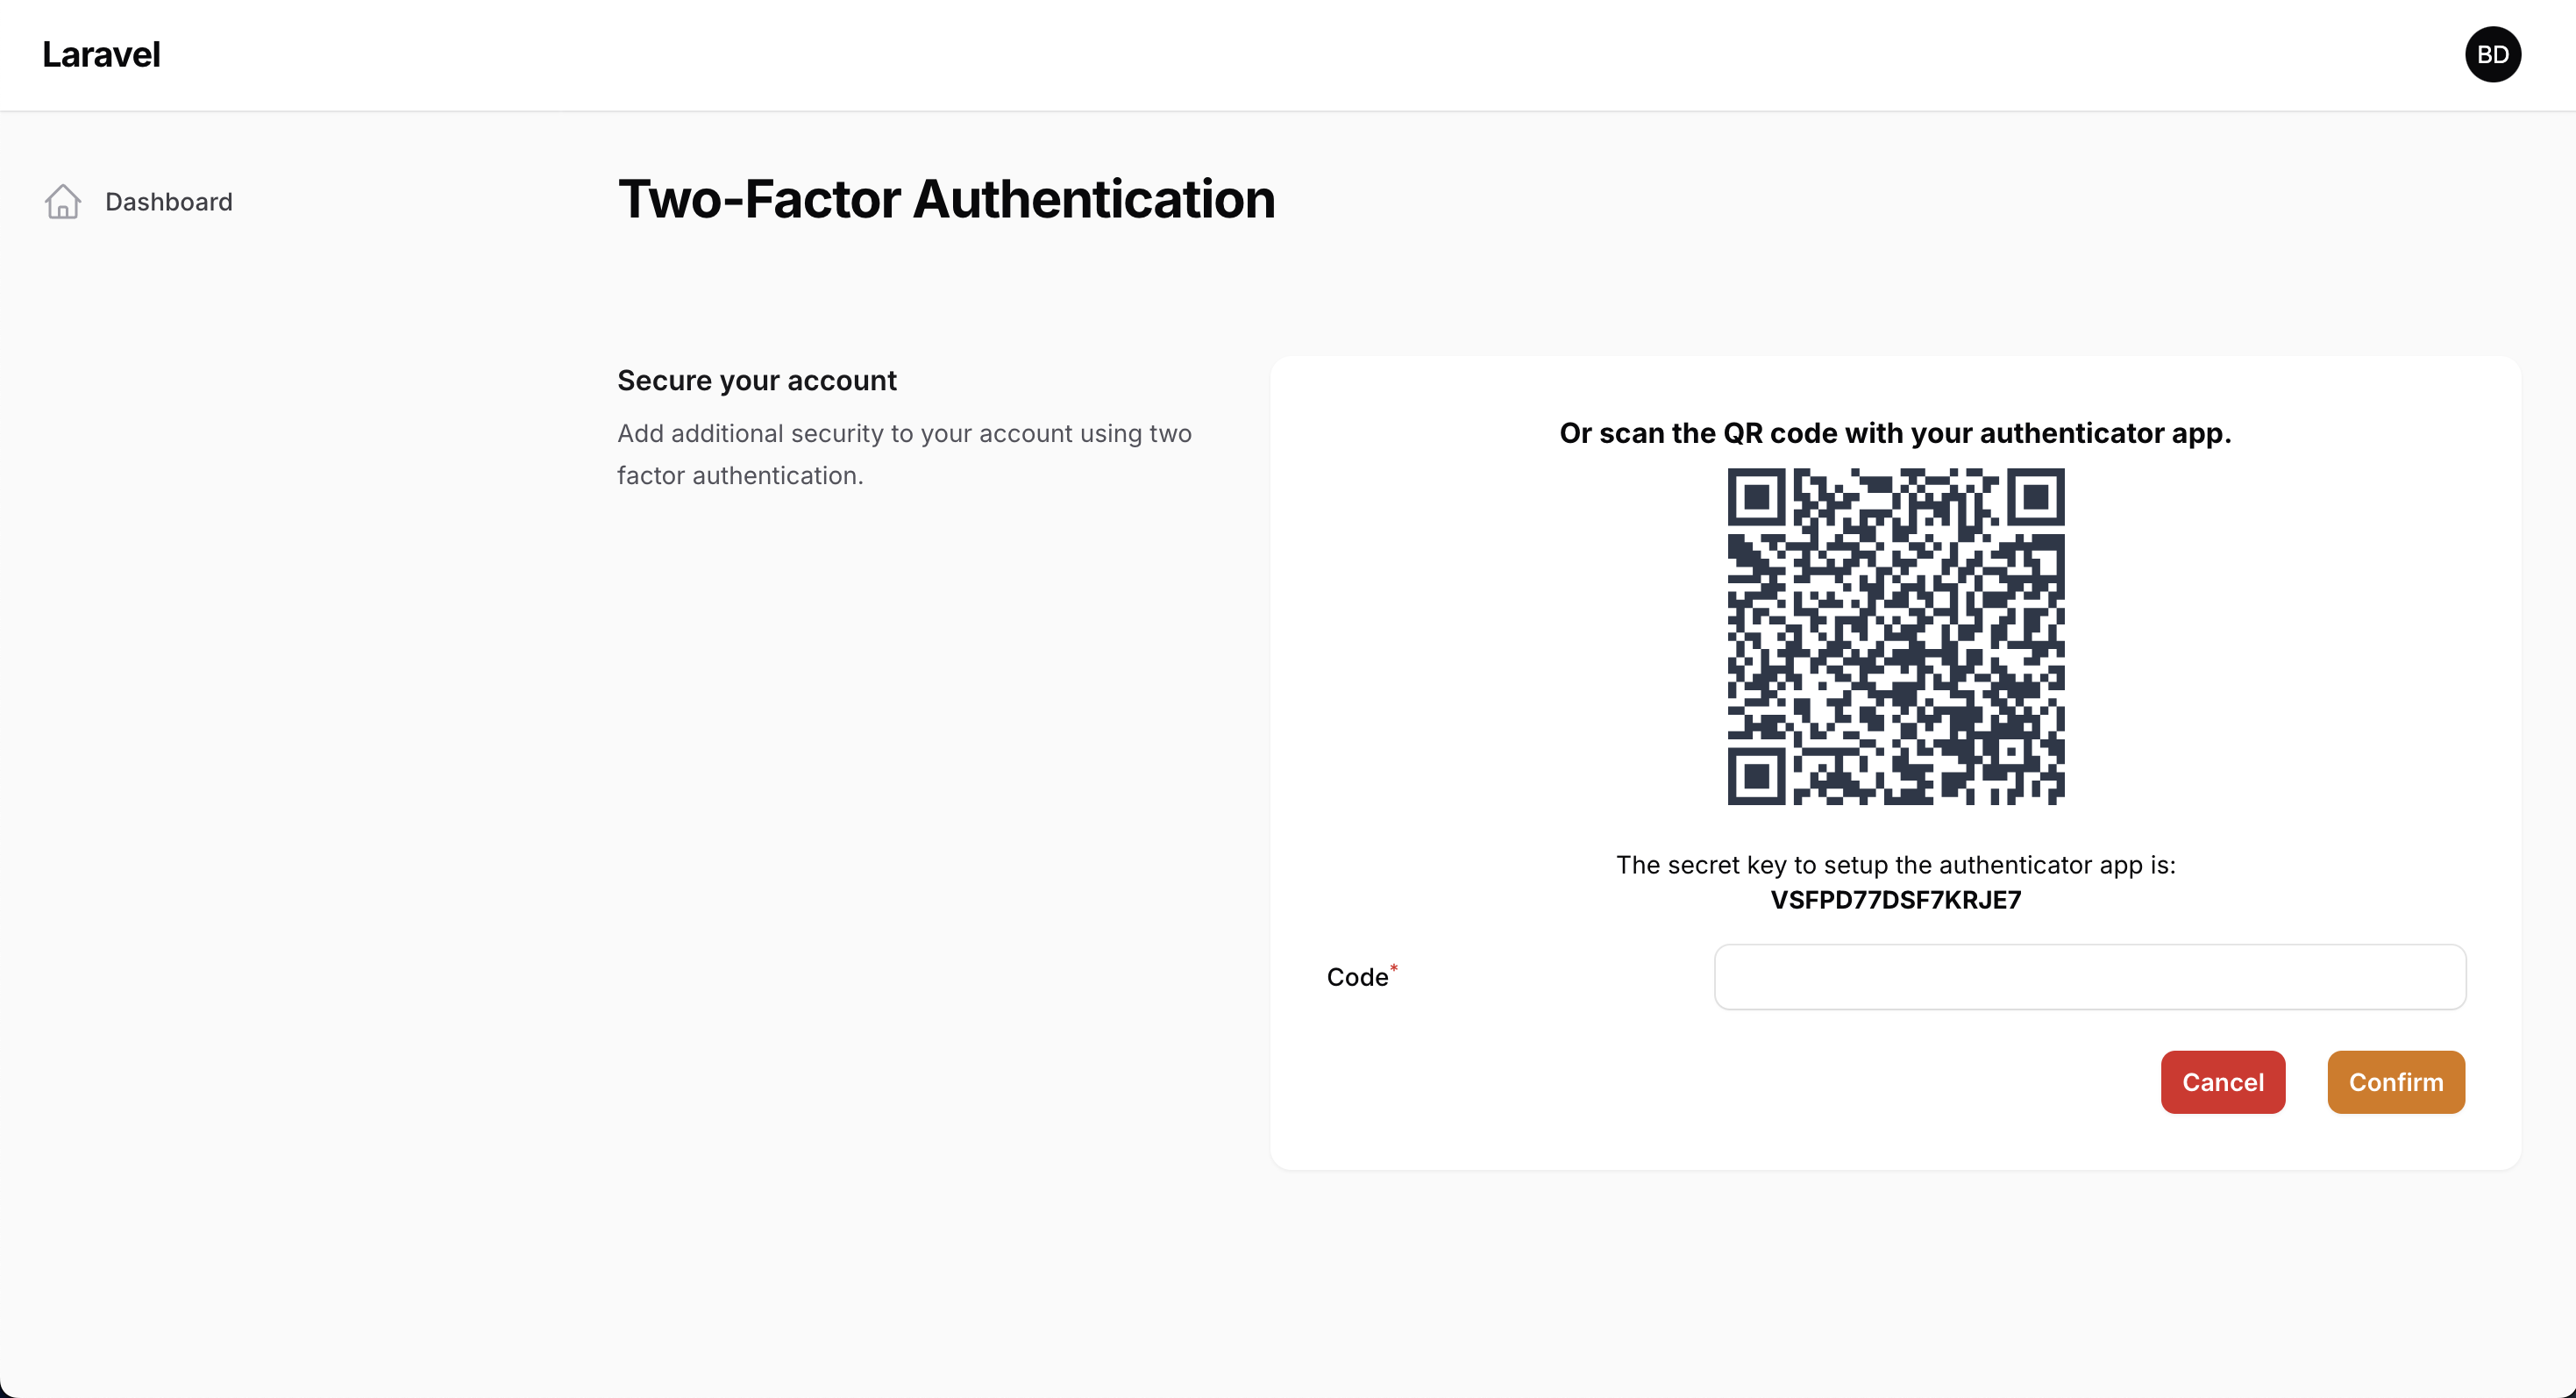 Laravel
BD
Dashboard
Two-Factor Authentication
Secure your account
Add additional security to your account using two
factor authentication.
Or scan the QR code with your authenticator app.
The secret key to setup the authenticator app is:
VSFPD77DSF7KRJE7
Code*
Cancel
Confirm